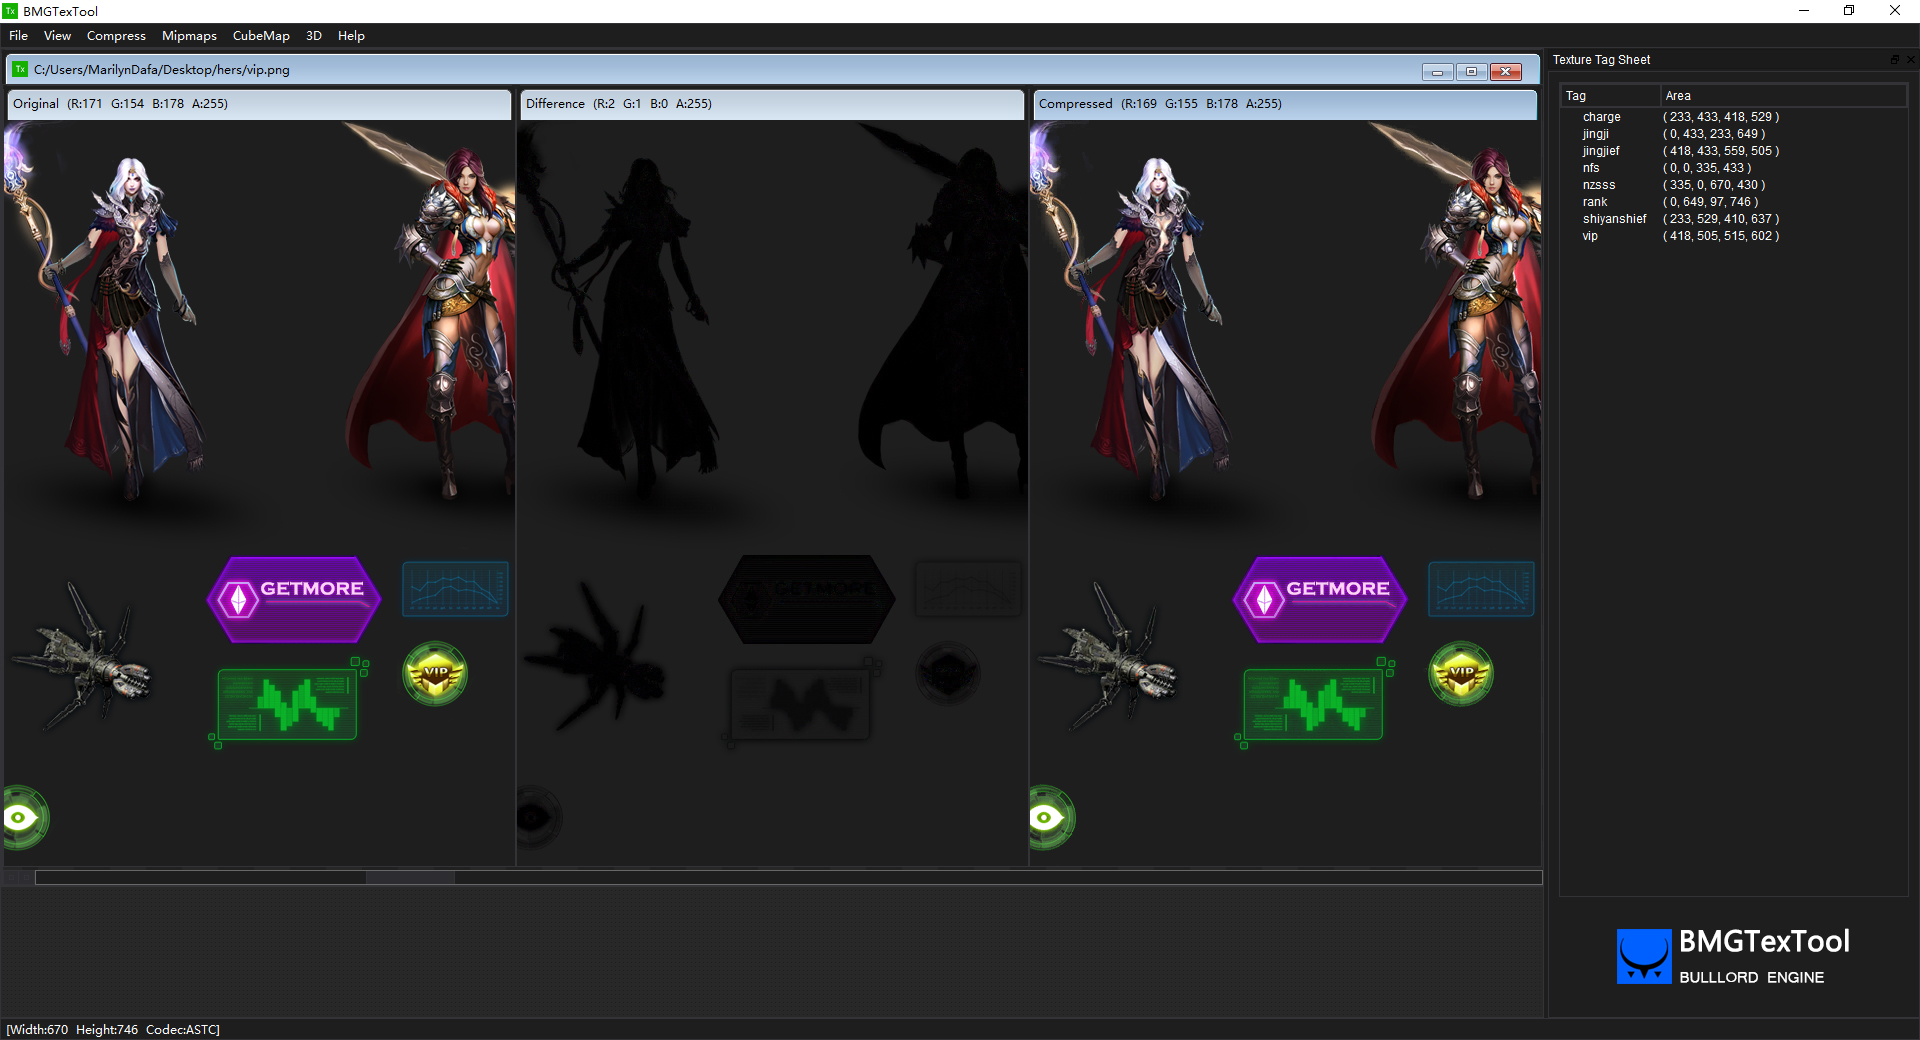 BMGTexTool
File View Compress Mipmaps CubeMap 3D Help
C:/Users/MarilynDafa/Desktop/hers/vip.png
Original (R:171 G:154 B:178 A:255)
Difference (R:2 G:1 B:0 A:255)
Compressed (R:169 G:155 B:178 A:255)
GETMORE
VIP
GETMORE
GETMORE
VIP
Texture Tag Sheet
Tag Area
charge ( 233, 433, 418, 529 )
jingji ( 0, 433, 233, 649 )
jingjief ( 418, 433, 559, 505 )
nfs ( 0, 0, 335, 433 )
nzsss ( 335, 0, 670, 430 )
rank ( 0, 649, 97, 746 )
shiyanshief ( 233, 529, 410, 637 )
vip ( 418, 505, 515, 602 )
BMGTexTool
BULLLORD ENGINE
[Width:670 Height:746 Codec:ASTC]